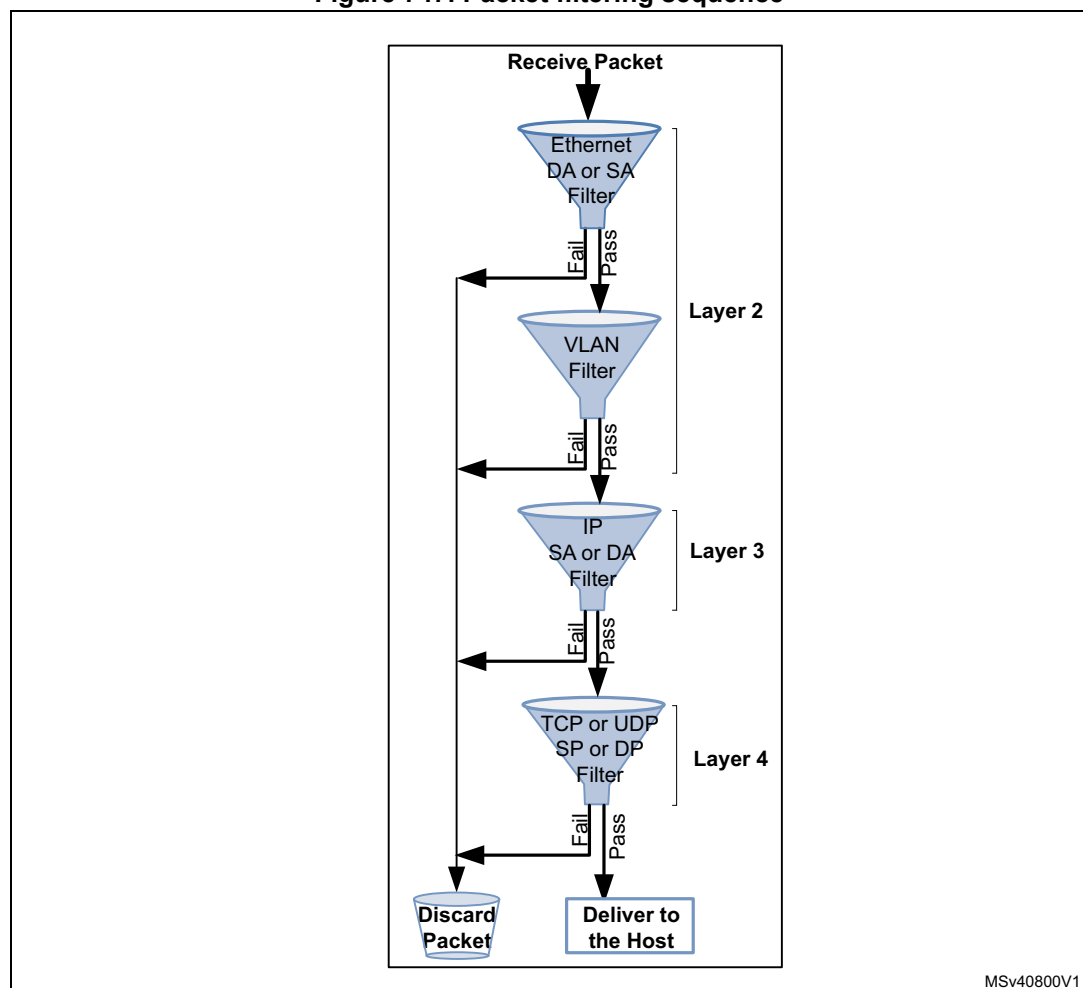 Receive Packet
Ethernet
DA or SA
Filter
Fail
Pass
Layer 2
VLAN
Filter
Fail
Pass
IP
SA or DA
Filter
Layer 3
Fail
Pass
TCP or UDP
SP or DP
Filter
Layer 4
Fail
Pass
Discard
Packet
Deliver to
the Host
MSv40800V1